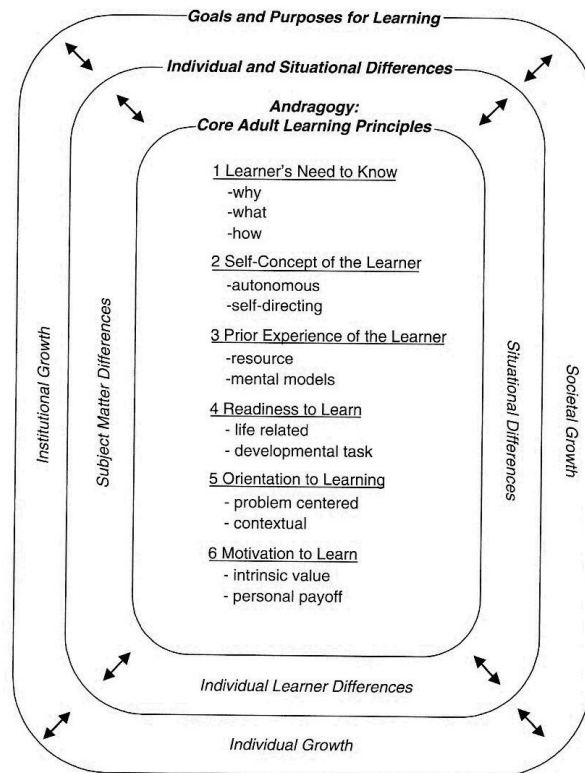 Goals and Purposes for Learning
Individual and Situational Differences
Andragogy:
Core Adult Learning Principles
1 Learner's Need to Know
-why
-what
-how
2 Self-Concept of the Learner
-autonomous
-self-directing
3 Prior Experience of the Learner
-resource
-mental models
4 Readiness to Learn
- life related
- developmental task
5 Orientation to Learning
- problem centered
- contextual
6 Motivation to Learn
- intrinsic value
- personal payoff
Institutional Growth
Subject Matter Differences
Situational Differences
Societal Growth
Individual Learner Differences
Individual Growth